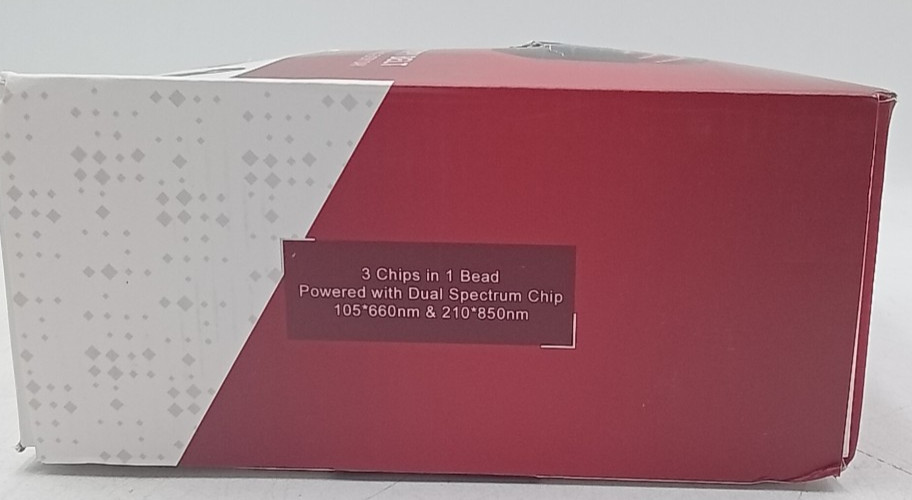 3 Chips in 1 Bead
Powered with Dual Spectrum Chip
105*660nm & 210*850nm